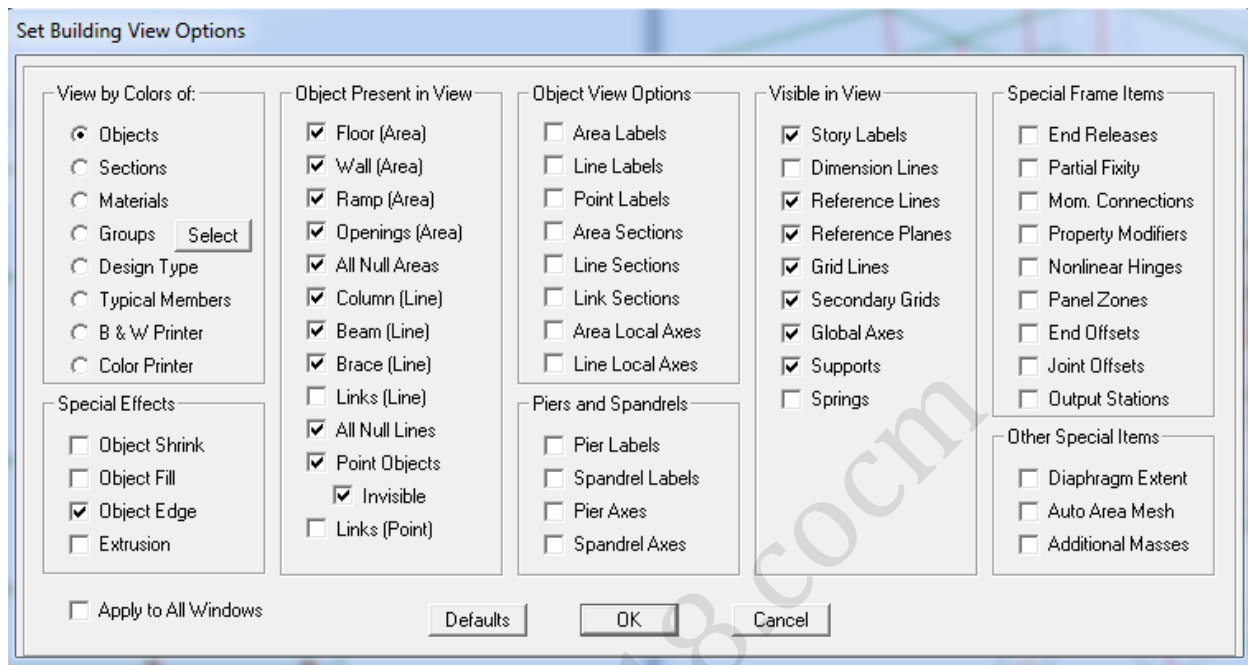 Set Building View Options
View by Colors of:
Objects
Sections
Materials
Groups
Select
Design Type
Typical Members
B & W Printer
Color Printer
Special Effects
Object Shrink
Object Fill
Object Edge
Extrusion
Object Present in View
Floor (Area)
Wall (Area)
Ramp (Area)
Openings (Area)
All Null Areas
Column (Line)
Beam (Line)
Brace (Line)
Links (Line)
All Null Lines
Point Objects
Invisible
Links (Point)
Object View Options
Area Labels
Line Labels
Point Labels
Area Sections
Line Sections
Link Sections
Area Local Axes
Line Local Axes
Piers and Spandrels
Pier Labels
Spandrel Labels
Pier Axes
Spandrel Axes
Visible in View
Story Labels
Dimension Lines
Reference Lines
Reference Planes
Grid Lines
Secondary Grids
Global Axes
Supports
Springs
Special Frame Items
End Releases
Partial Fixity
Mom. Connections
Property Modifiers
Nonlinear Hinges
Panel Zones
End Offsets
Joint Offsets
Output Stations
Other Special Items
Diaphragm Extent
Auto Area Mesh
Additional Masses
Apply to All Windows
Defaults
OK
Cancel
8.cocm